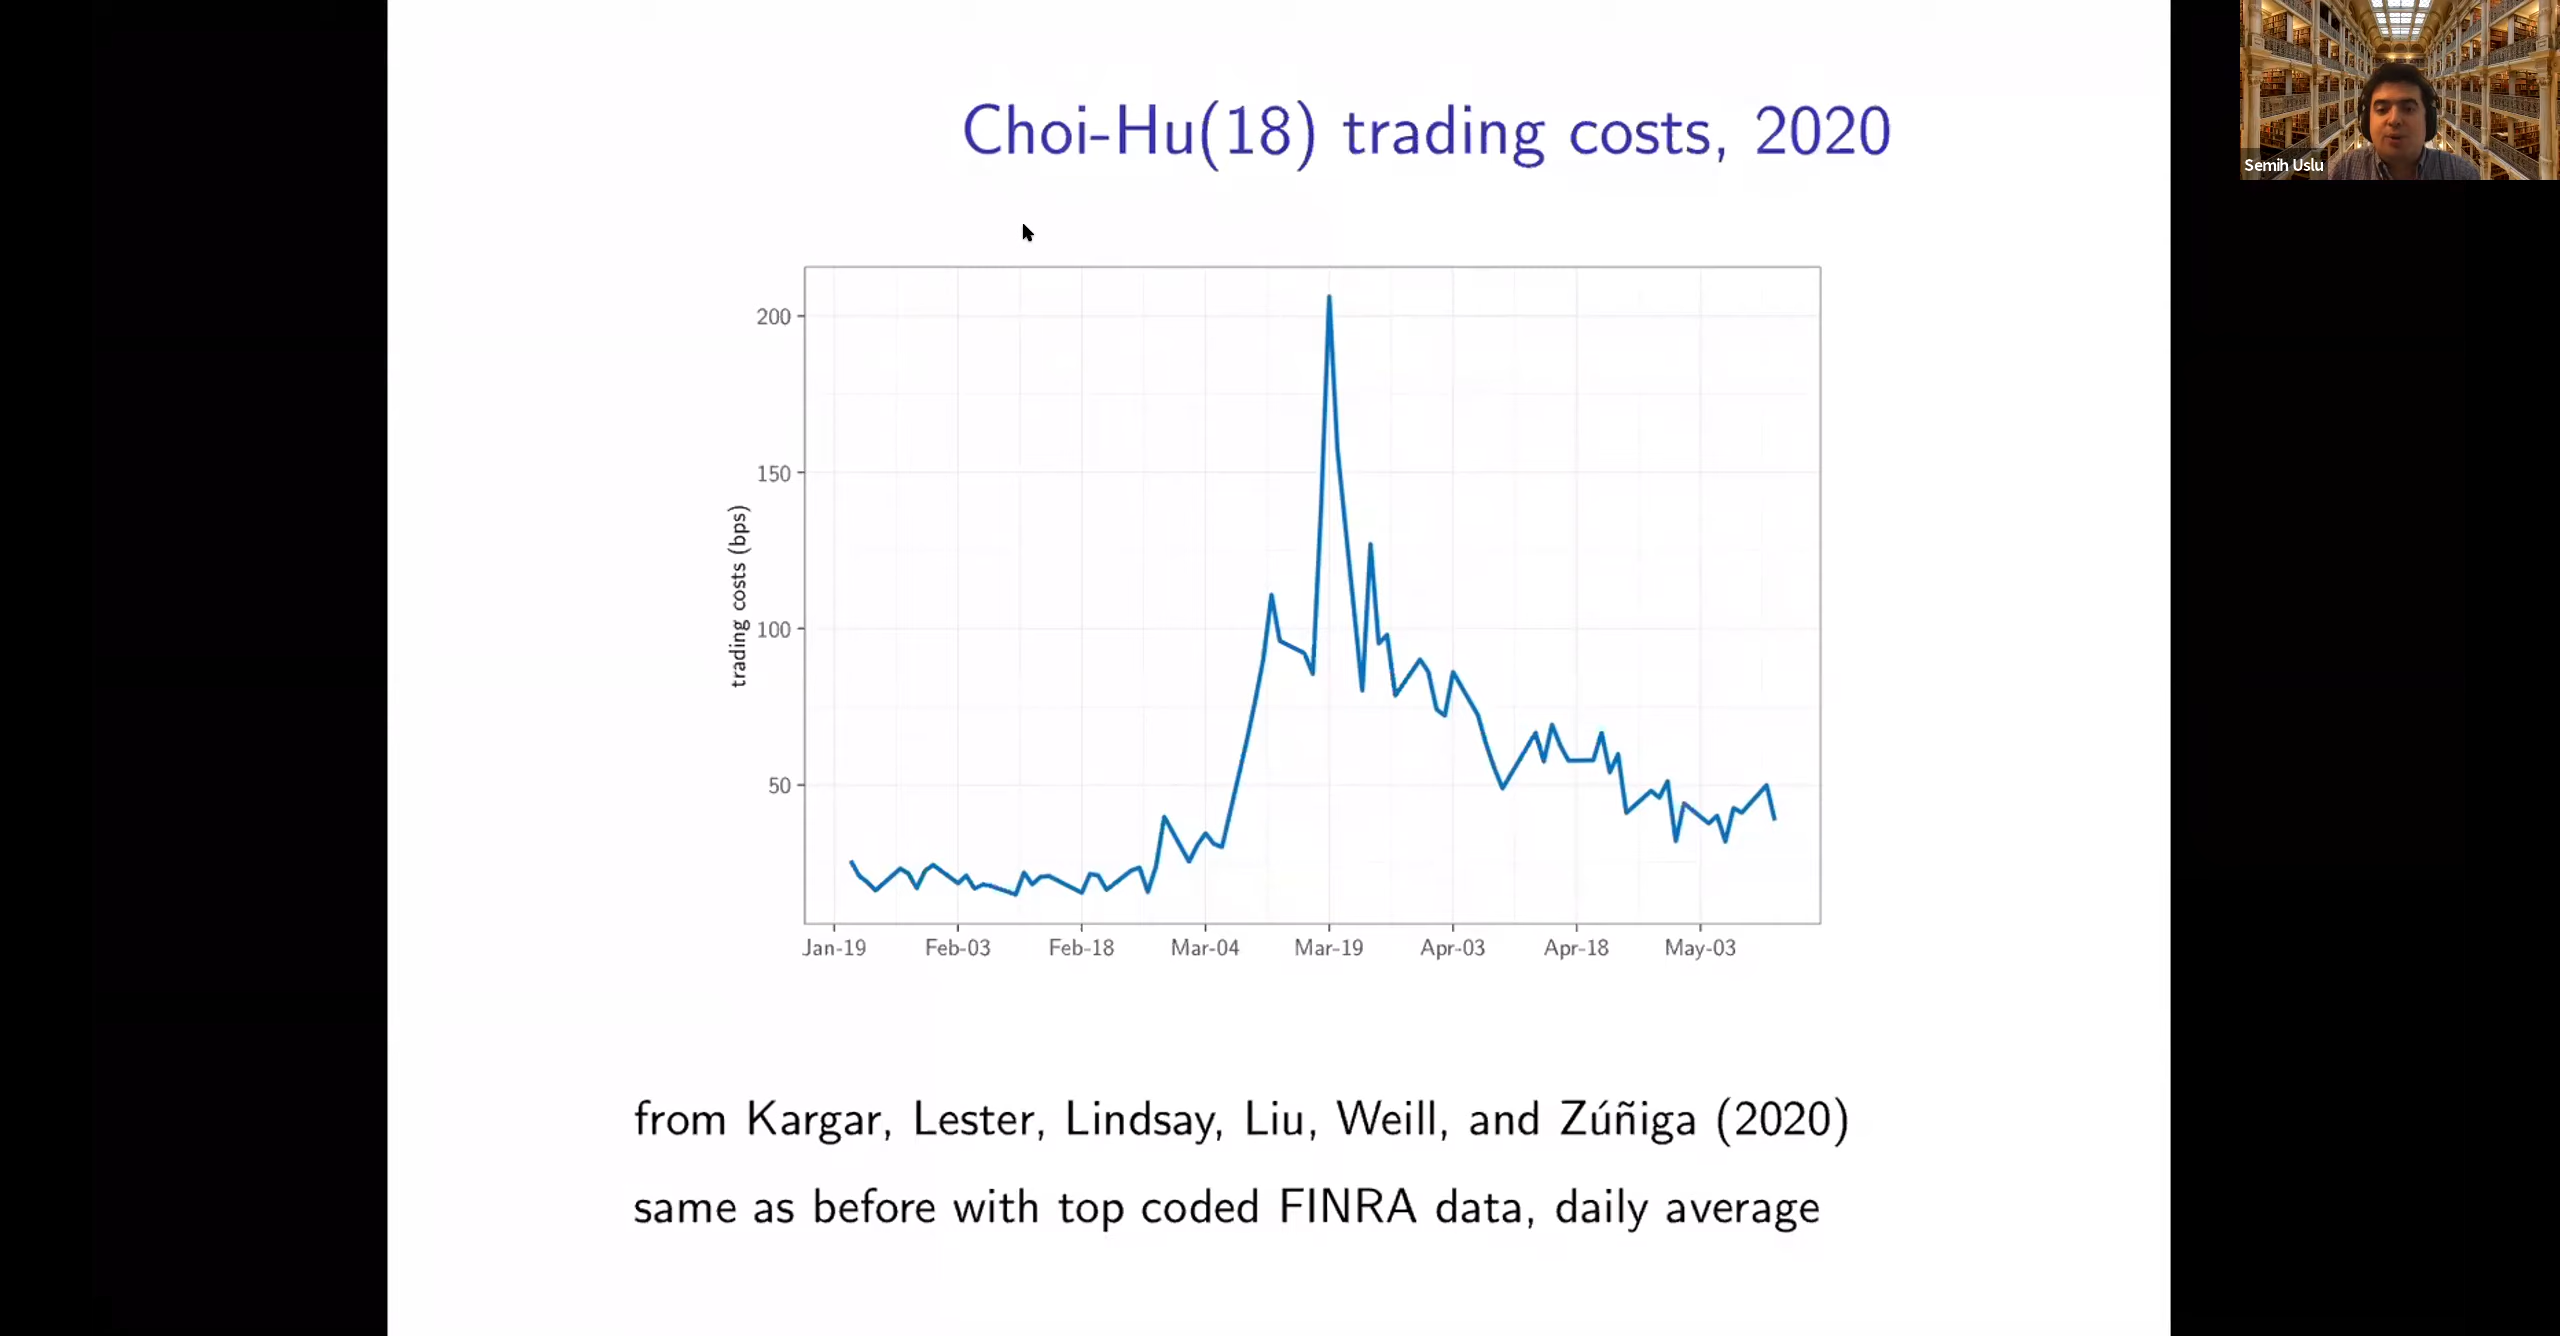 Choi-Hu(18) trading costs, 2020
Semih Uslu
200
150
100
50
trading costs (bps)
Jan-19 Feb-03 Feb-18 Mar-04 Mar-19 Apr-03 Apr-18 May-03
from Kargar, Lester, Lindsay, Liu, Weill, and Zúñiga (2020)
same as before with top coded FINRA data, daily average